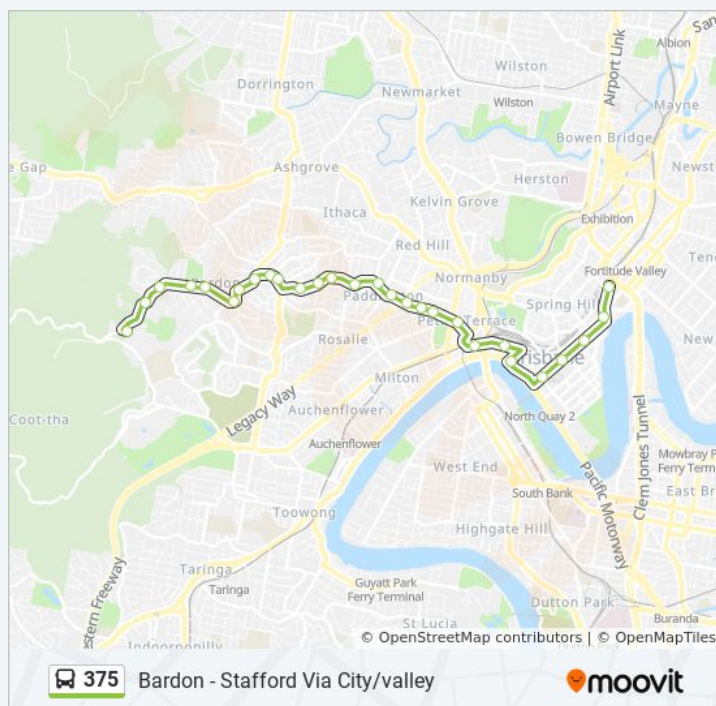 San
Albion
Airport Link
Wilston
Dorrington
Newmarket
Wilston
Mayne
Bowen Bridge
e Gap
Ashgrove
Herston
Newst
Kelvin Grove
Ithaca
Exhibition
Red Hill
Tene
Fortitude Valley
Normanby
Spring Hill
Paddington
New
Terrace
Rosalie
Milton
Legacy Way
Coot-tha
Auchenflower
North Quay 2
Auchenflower
Clem Jones Tunnel
Mowbray P
Ferry Termin
West End
Pacific Motorway
South Bank
East Br
Toowong
Highgate Hill
Taringa
Taringa
Guyatt Park
Ferry Terminal
Dutton Park
Buranda
St Lucia
Indooroopilly
© OpenStreetMap contributors | © OpenMapTiles
375 Bardon - Stafford Via City/valley
moovit